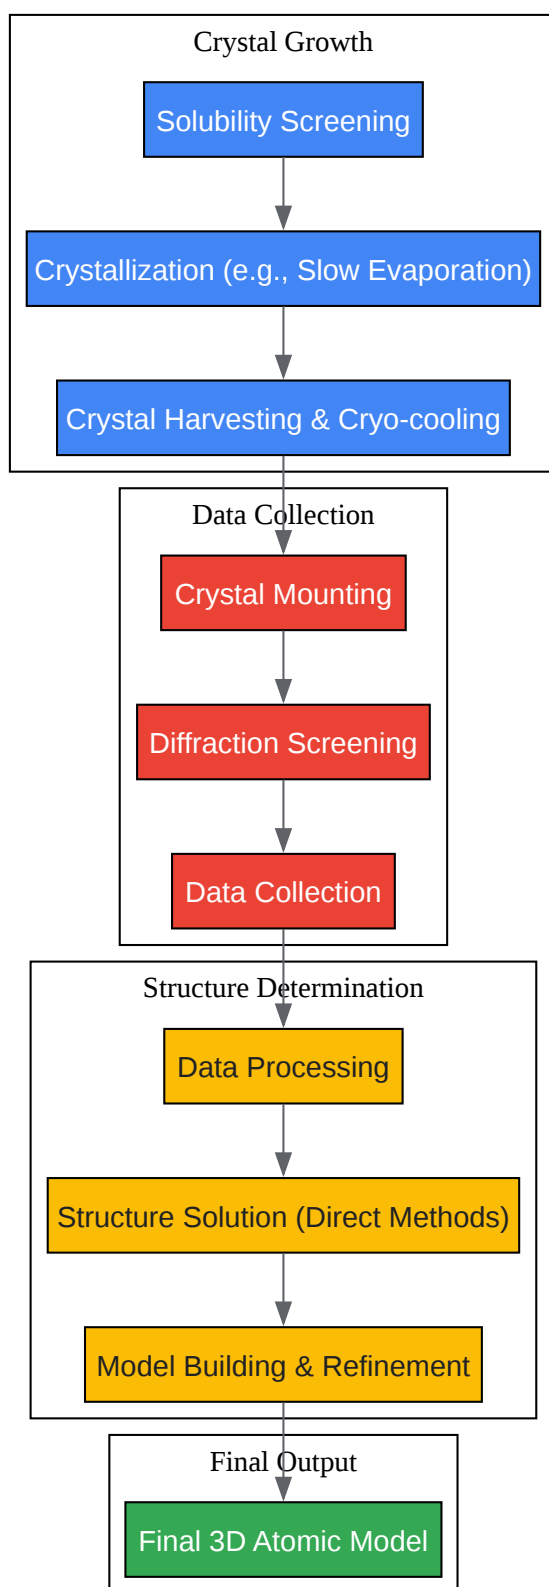 Crystal Growth
Solubility Screening
Crystallization (e.g., Slow Evaporation)
Crystal Harvesting & Cryo-cooling
Data Collection
Crystal Mounting
Diffraction Screening
Data Collection
Structure Determination
Data Processing
Structure Solution (Direct Methods)
Model Building & Refinement
Final Output
Final 3D Atomic Model